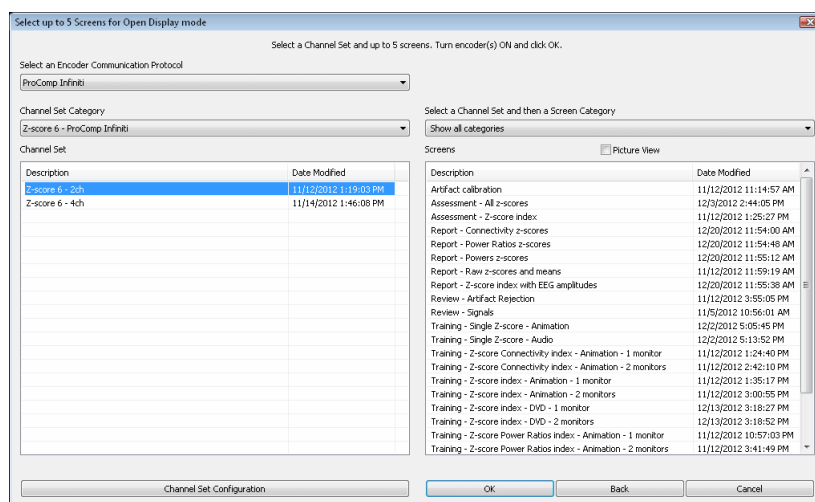 Select up to 5 Screens for Open Display mode
Select a Channel Set and up to 5 screens. Turn encoder(s) ON and click OK.
Select an Encoder Communication Protocol
ProComp Infiniti
Channel Set Category
Select a Channel Set and then a Screen Category
Z-score 6 - ProComp Infiniti
Show all categories
Channel Set
Screens
Picture View
Description Date Modified
Z-score 6 - 2ch 11/12/2012 1:19:03 PM
Z-score 6 - 4ch 11/14/2012 1:46:08 PM
Description Date Modified
Artifact calibration 11/12/2012 11:14:57 AM
Assessment - All z-scores 12/3/2012 2:44:05 PM
Assessment - Z-score index 11/12/2012 1:25:27 PM
Report - Connectivity z-scores 12/20/2012 11:54:00 AM
Report - Power Ratios z-scores 12/20/2012 11:54:48 AM
Report - Powers z-scores 12/20/2012 11:55:12 AM
Report - Raw z-scores and means 11/12/2012 11:59:19 AM
Report - Z-score index with EEG amplitudes 12/20/2012 11:55:38 AM
Review - Artifact Rejection 11/12/2012 3:55:05 PM
Review - Signals 11/5/2012 10:56:01 AM
Training - Single Z-score - Animation 12/2/2012 5:05:45 PM
Training - Single Z-score - Audio 12/2/2012 5:13:52 PM
Training - Z-score Connectivity index - Animation - 1 monitor 11/12/2012 1:24:40 PM
Training - Z-score Connectivity index - Animation - 2 monitors 11/12/2012 2:42:10 PM
Training - Z-score index - Animation - 1 monitor 11/12/2012 1:35:17 PM
Training - Z-score index - Animation - 2 monitors 11/12/2012 3:00:55 PM
Training - Z-score index - DVD - 1 monitor 12/13/2012 3:18:27 PM
Training - Z-score index - DVD - 2 monitors 12/13/2012 3:18:52 PM
Training - Z-score Power Ratios index - Animation - 1 monitor 11/12/2012 10:57:03 PM
Training - Z-score Power Ratios index - Animation - 2 monitors 11/12/2012 3:41:49 PM
Channel Set Configuration
OK
Back
Cancel